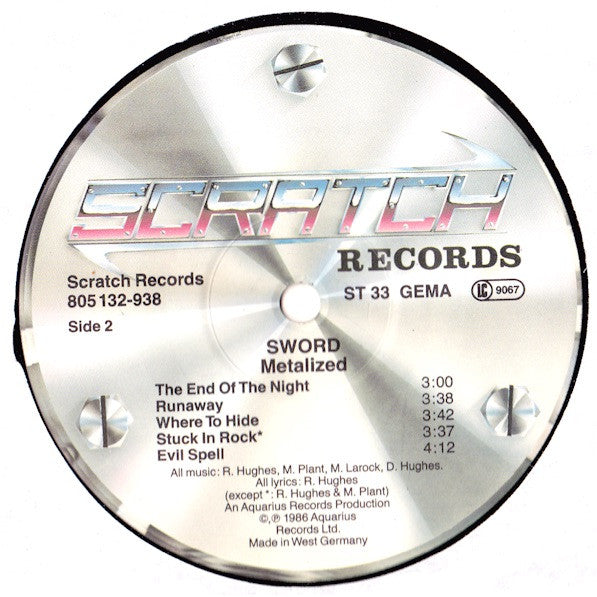 SCRATCH
RECORDS
Scratch Records
805 132-938
ST 33 GEMA LC 9067
Side 2
SWORD
Metalized
The End Of The Night 3:00
Runaway 3:38
Where To Hide 3:42
Stuck In Rock* 3:37
Evil Spell 4:12
All music: R. Hughes, M. Plant, M. Larock, D. Hughes.
All lyrics: R. Hughes
(except *: R. Hughes & M. Plant)
An Aquarius Records Production
©,℗ 1986 Aquarius
Records Ltd.
Made in West Germany